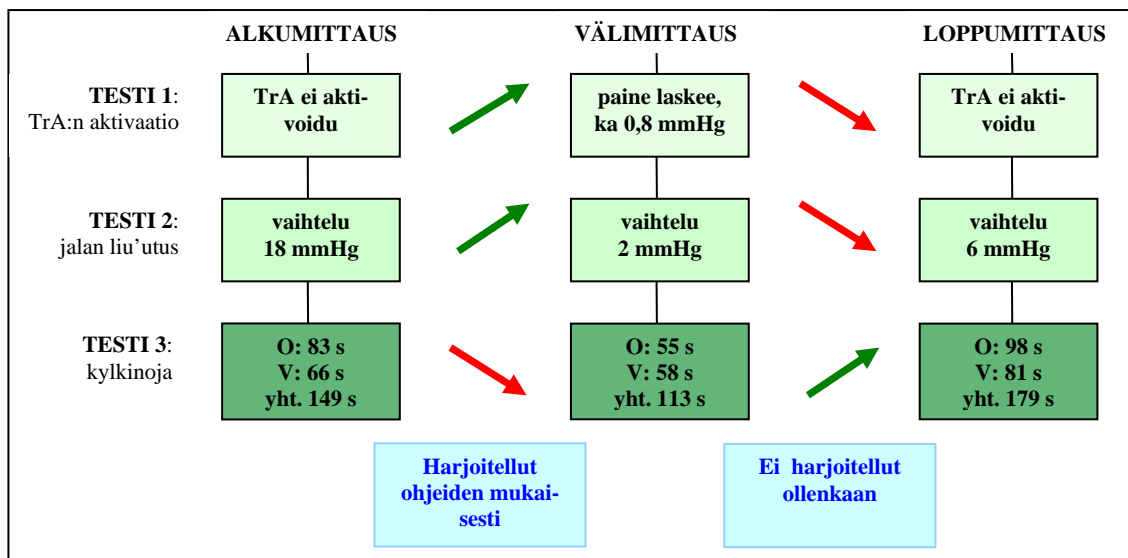 ALKUMITTAUS
VÄLIMITTAUS
LOPPUMITTAUS
TESTI 1:
TrA:n aktivaatio
TrA ei akti-
voidu
paine laskee,
ka 0,8 mmHg
TrA ei akti-
voidu
TESTI 2:
jalan liu’utus
vaihtelu
18 mmHg
vaihtelu
2 mmHg
vaihtelu
6 mmHg
TESTI 3:
kylkinoja
O: 83 s
V: 66 s
yht. 149 s
O: 55 s
V: 58 s
yht. 113 s
O: 98 s
V: 81 s
yht. 179 s
Harjoitellut
ohjeiden mukai-
sesti
Ei harjoitellut
ollenkaan